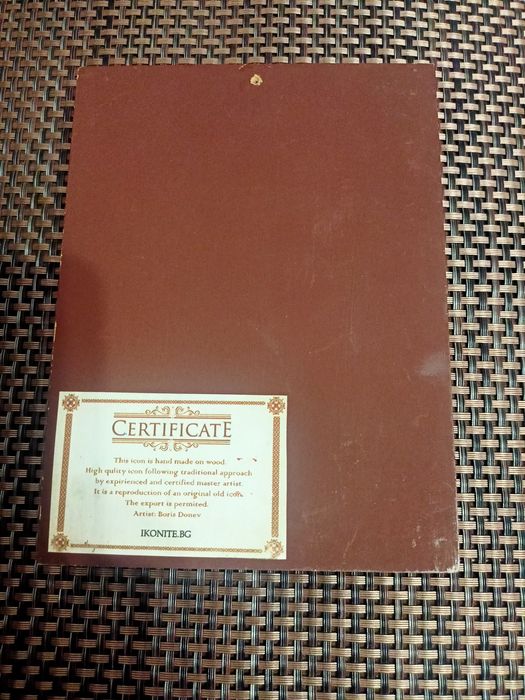 CERTIFICATE
This icon is hand made on wood.
High qulity icon following traditional approach
by expirienced and certified master artist.
It is a reproduction of an original old icon.
The export is permited.
Artist: Boris Donev
IKONITE.BG